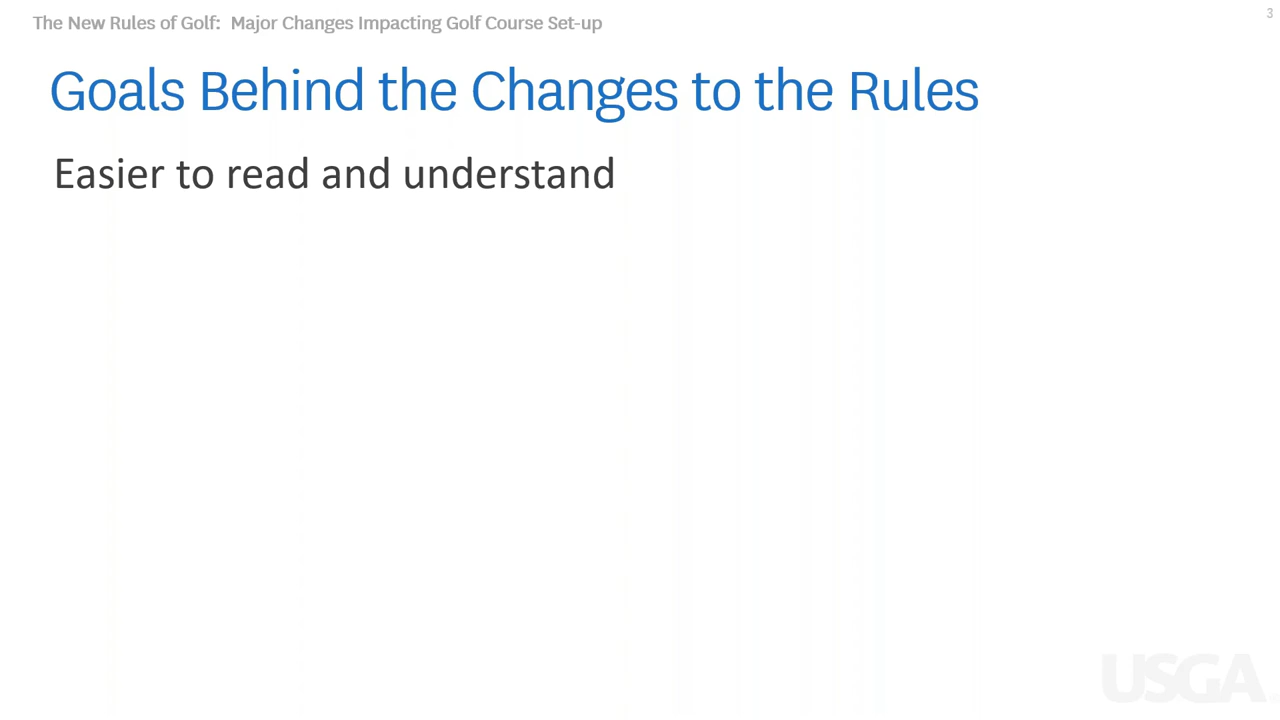 The New Rules of Golf:  Major Changes Impacting Golf Course Set-up
3
Goals Behind the Changes to the Rules
Easier to read and understand
USGA